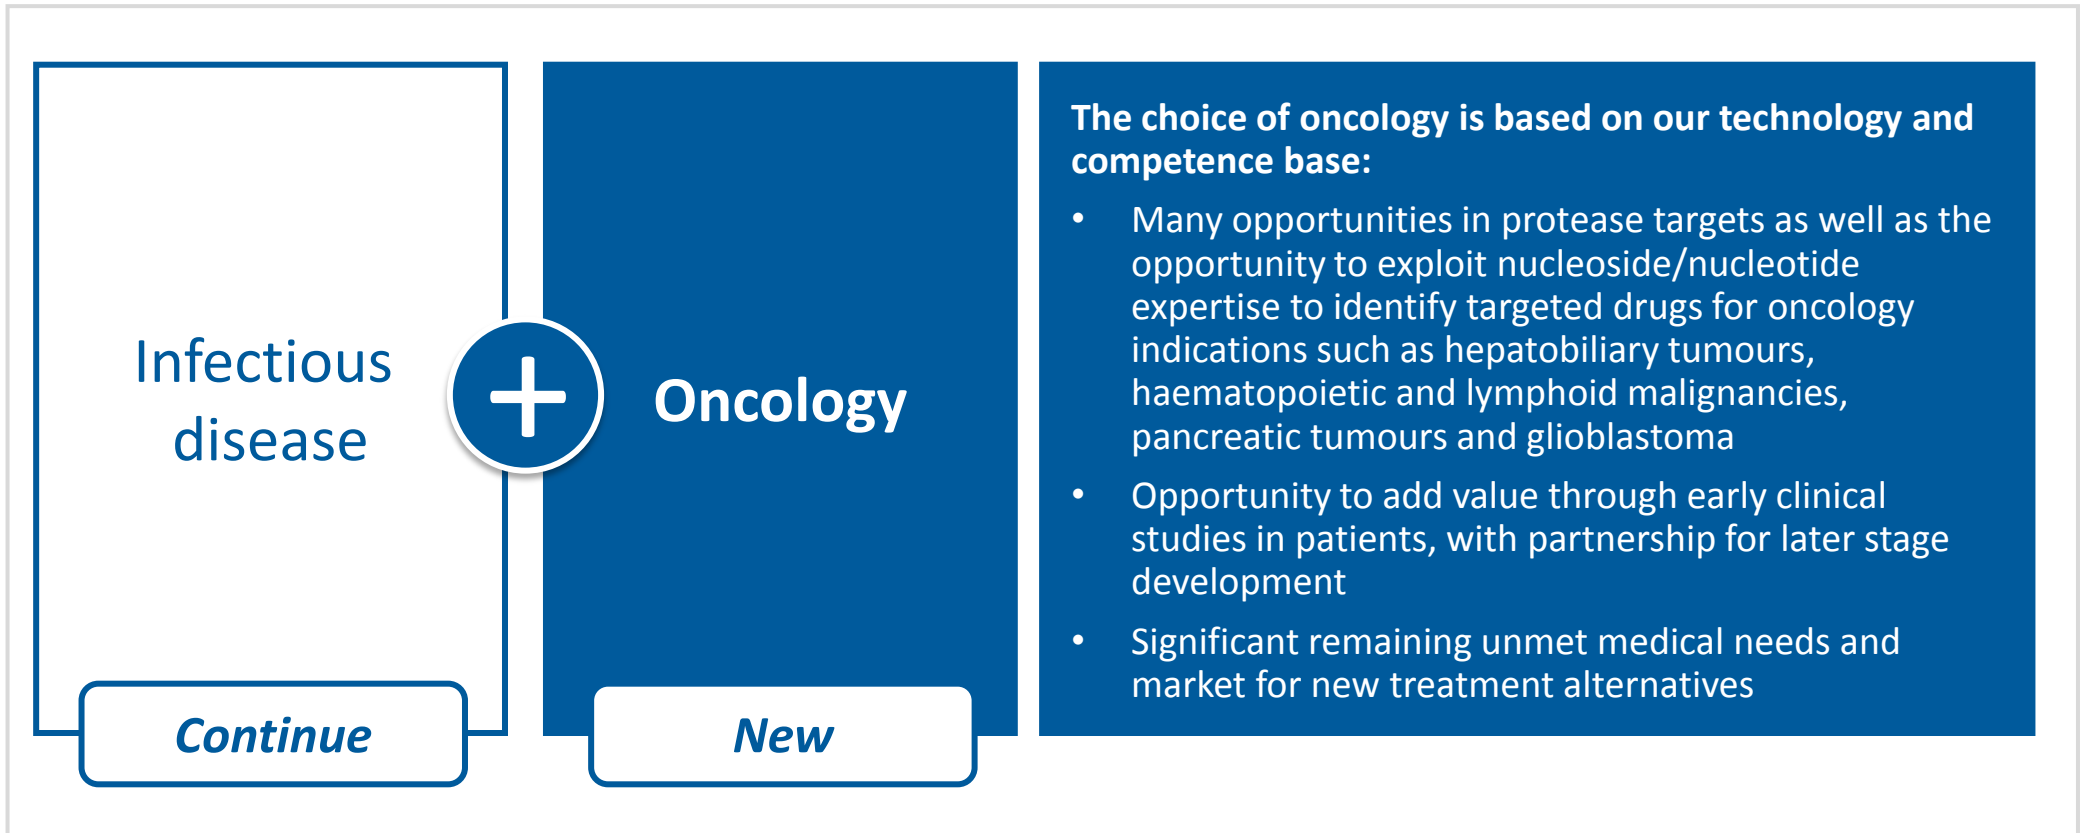 Infectious
disease
Continue
+
Oncology
New
The choice of oncology is based on our technology and
competence base:
• Many opportunities in protease targets as well as the
opportunity to exploit nucleoside/nucleotide
expertise to identify targeted drugs for oncology
indications such as hepatobiliary tumours,
haematopoietic and lymphoid malignancies,
pancreatic tumours and glioblastoma
• Opportunity to add value through early clinical
studies in patients, with partnership for later stage
development
• Significant remaining unmet medical needs and
market for new treatment alternatives